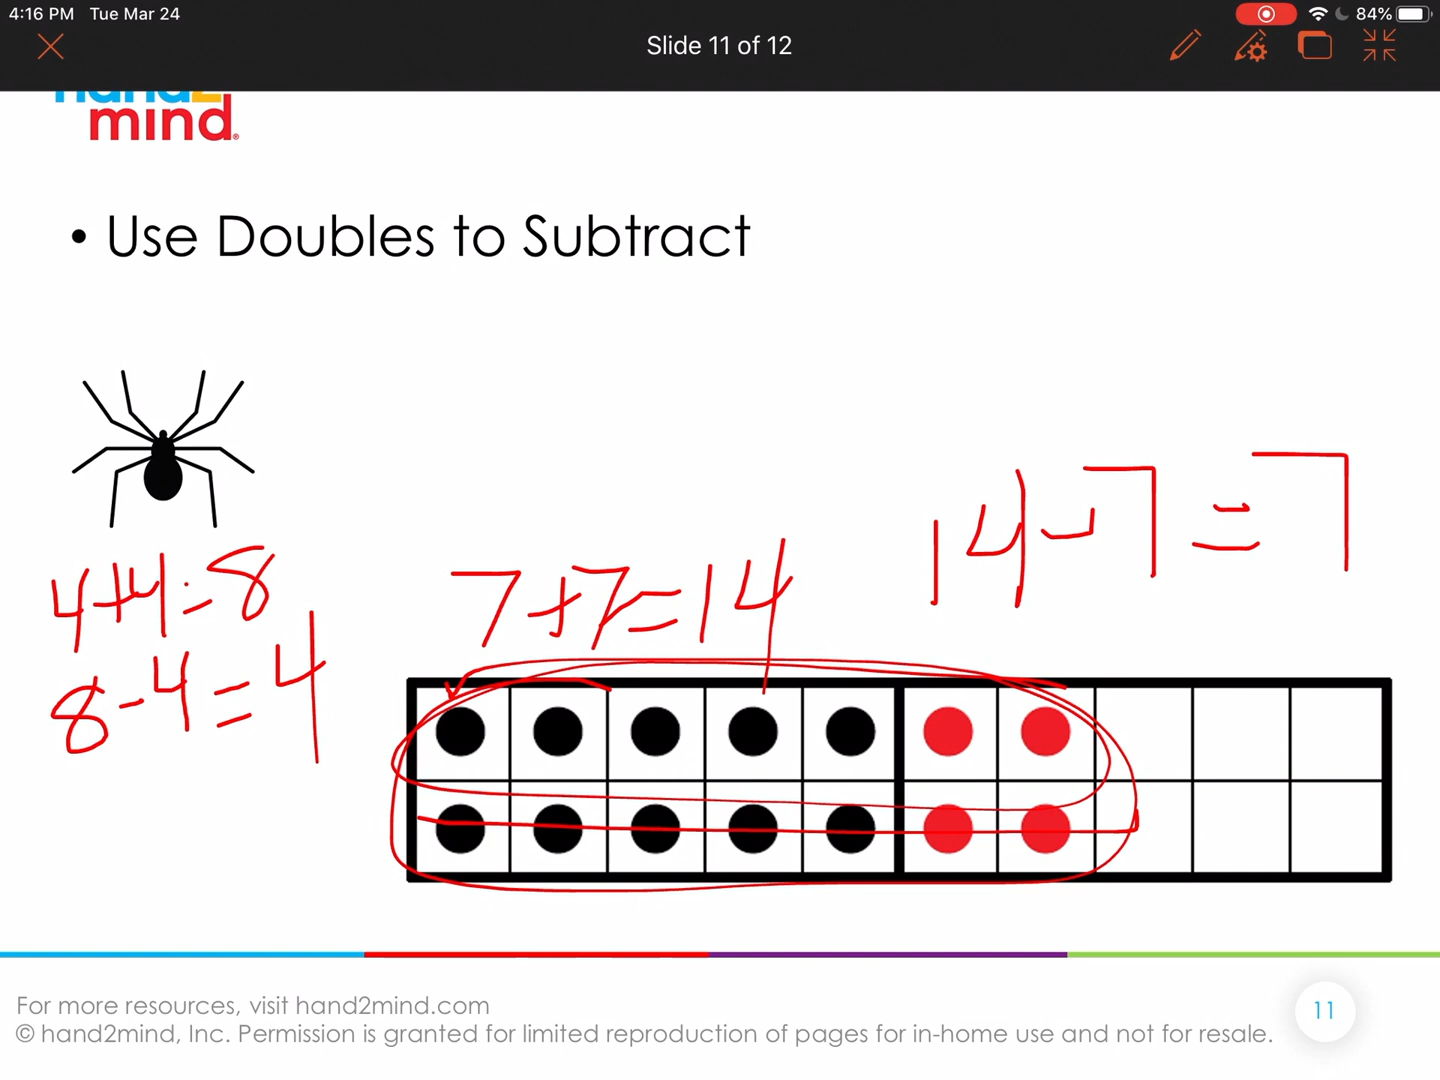 4:16 PM Tue Mar 24
84%
Slide 11 of 12
hand2
mind®
• Use Doubles to Subtract
14-7=7
4+4=8
7+7=14
8-4=4
For more resources, visit hand2mind.com
© hand2mind, Inc. Permission is granted for limited reproduction of pages for in-home use and not for resale.
11